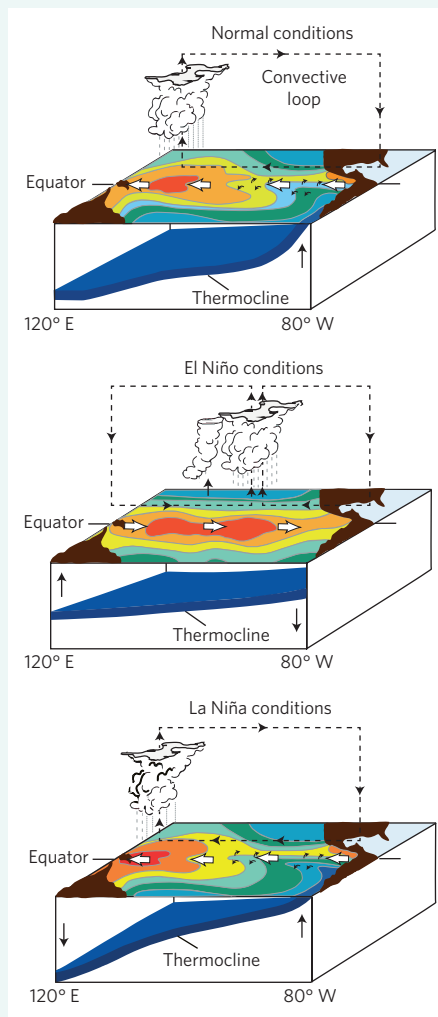 Normal conditions
Convective
loop
Equator
Thermocline
120° E
80° W
El Niño conditions
Equator
Thermocline
120° E
80° W
La Niña conditions
Equator
Thermocline
120° E
80° W